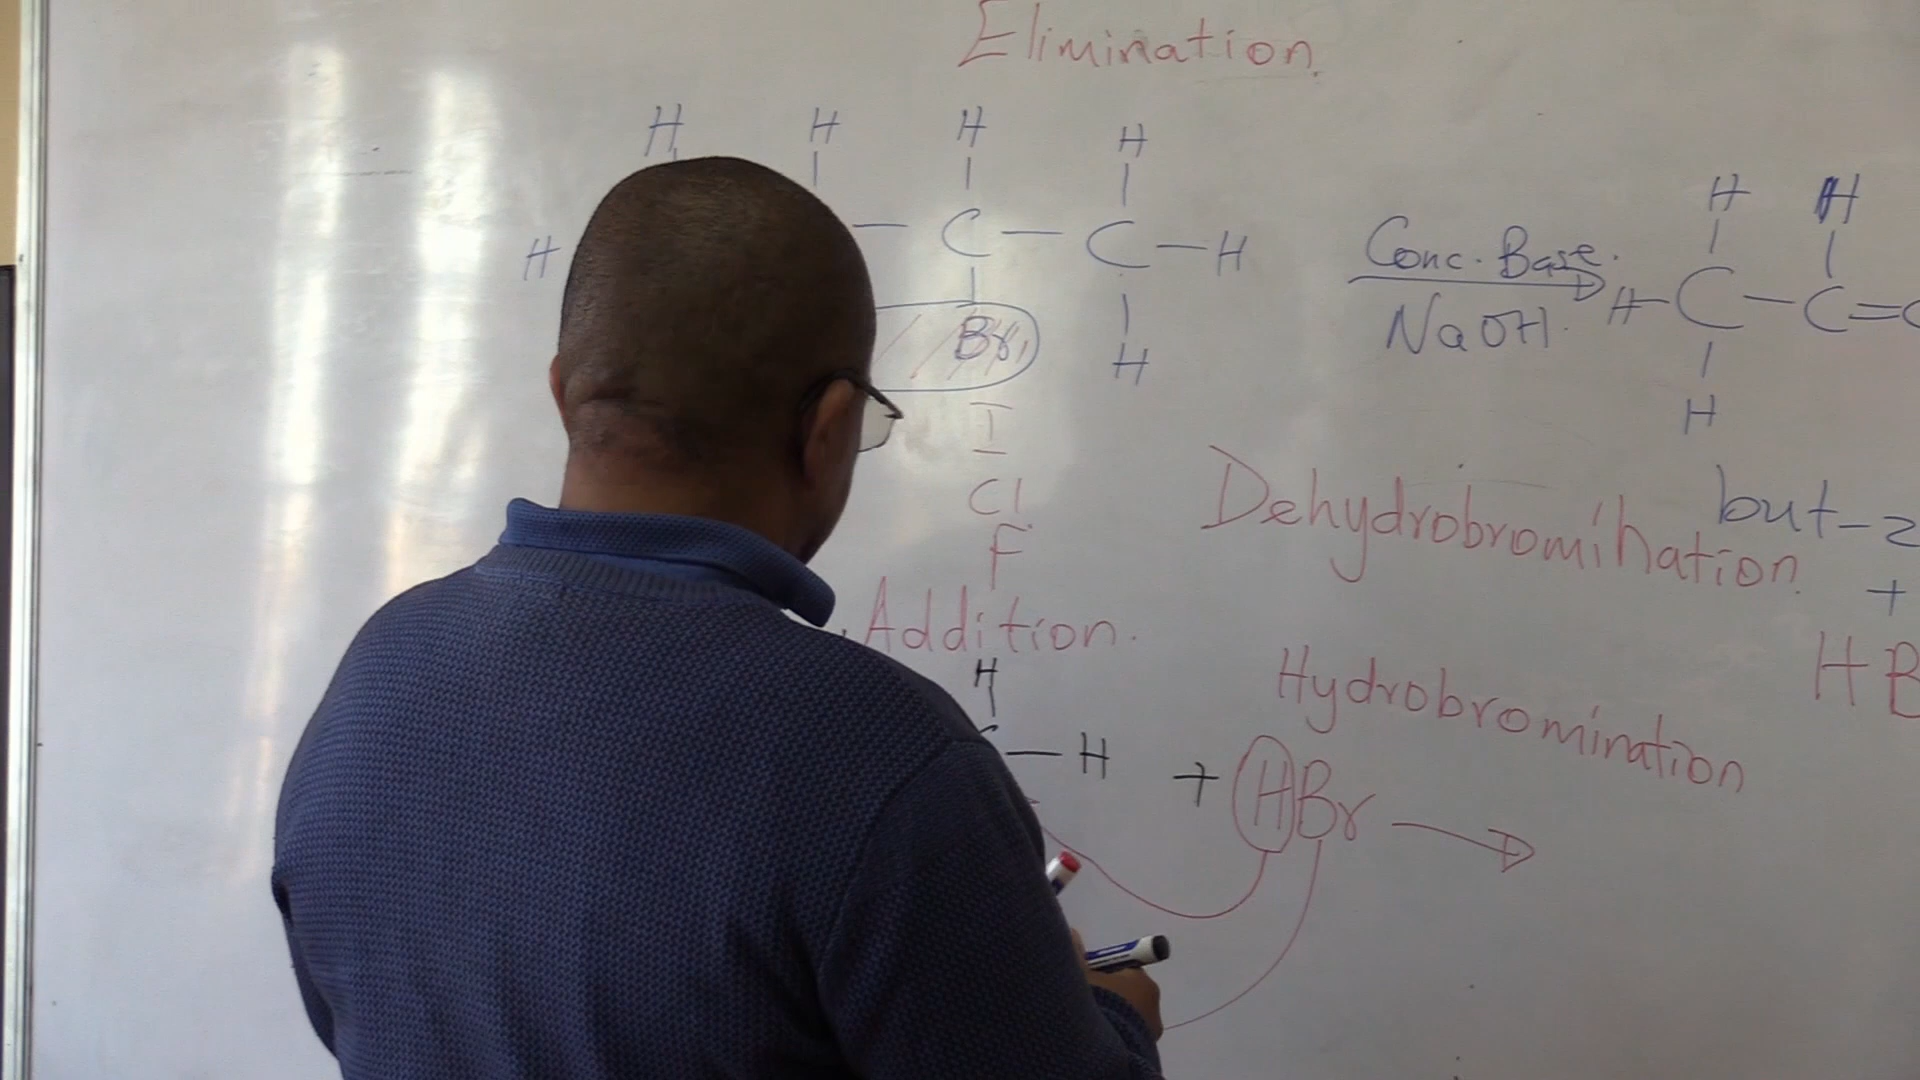 Elimination.
H H H H
H — C — C — H
Br
H
I
Cl
F
Conc. Base.
NaOH.
H H
H — C — C = C
H
but-2
+
HB
Dehydrobromination.
Addition.
Hydrobromination
H
C — H + HBr →